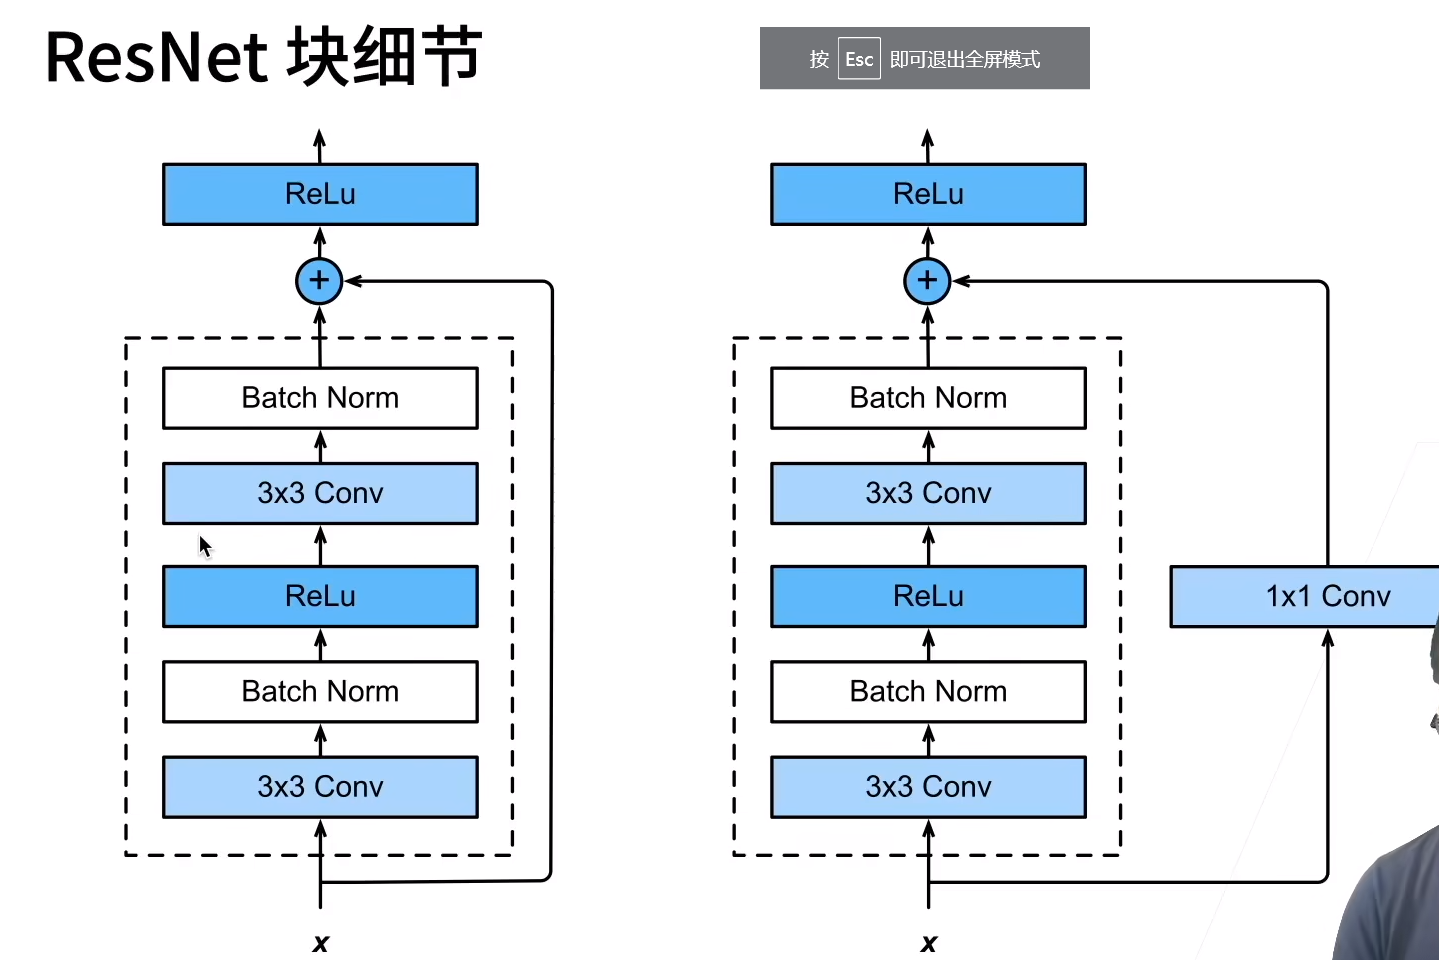 ResNet 块细节
按 Esc 即可退出全屏模式
ReLu
+
Batch Norm
3x3 Conv
ReLu
Batch Norm
3x3 Conv
x
ReLu
+
Batch Norm
3x3 Conv
ReLu
Batch Norm
3x3 Conv
1x1 Conv
x